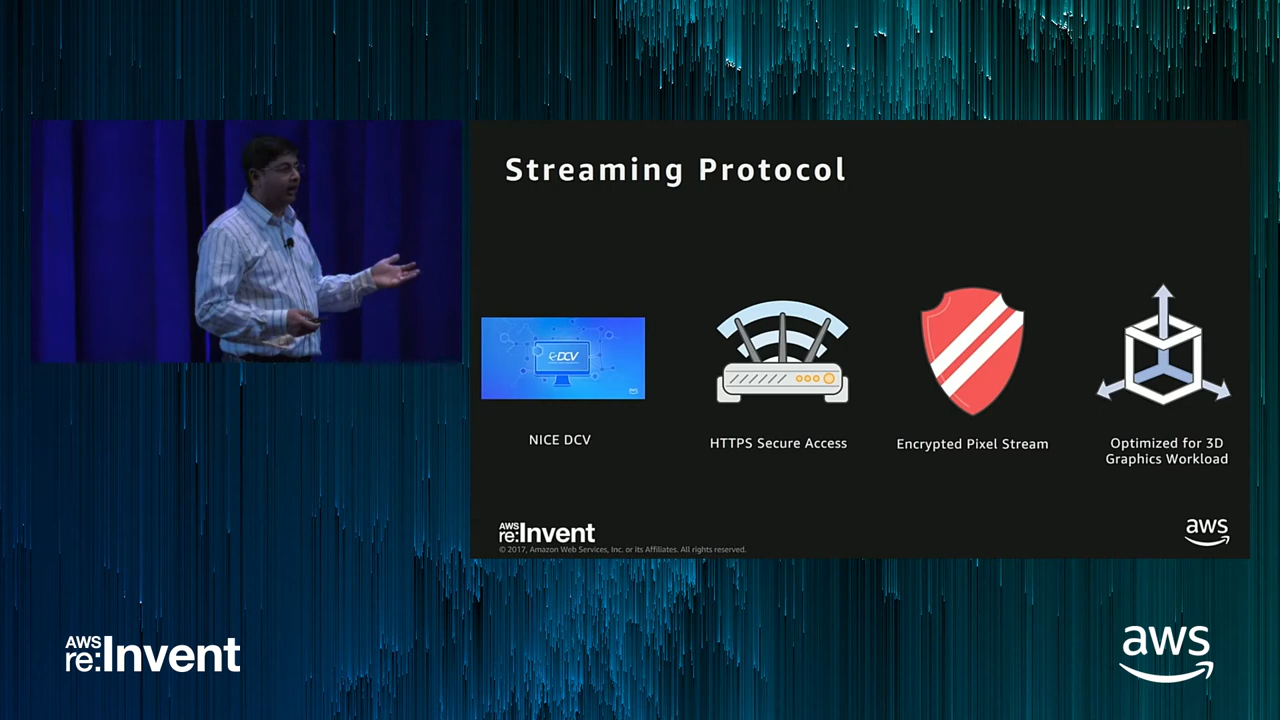 Streaming Protocol
DCV
NICE DCV
HTTPS Secure Access
Encrypted Pixel Stream
Optimized for 3D
Graphics Workload
AWS
re:Invent
© 2017, Amazon Web Services, Inc. or its Affiliates. All rights reserved.
aws
AWS
re:Invent
aws